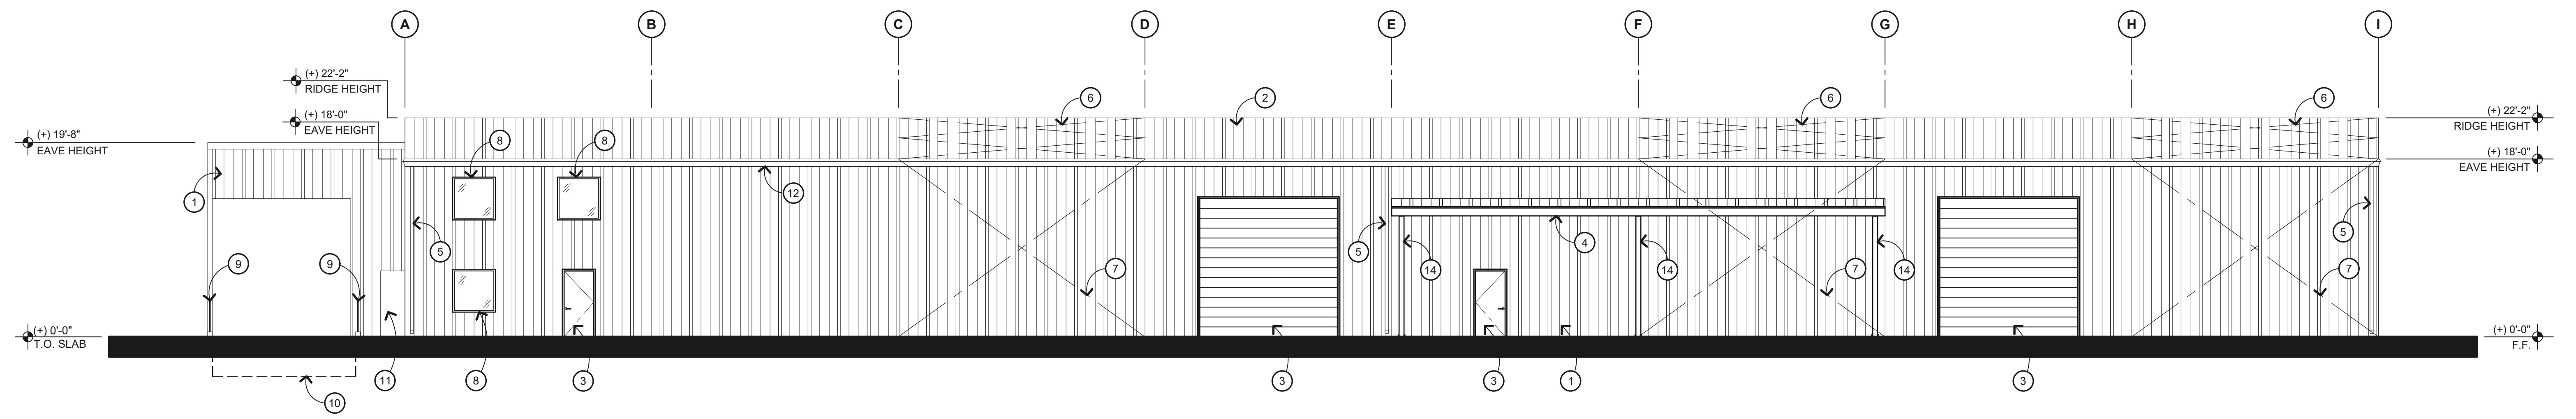 A B C D E F G H I
(+) 22'-2"
RIDGE HEIGHT
6 2 6 6
(+) 22'-2"
RIDGE HEIGHT
(+) 18'-0"
EAVE HEIGHT
(+) 19'-8"
EAVE HEIGHT
8 8
(+) 18'-0"
EAVE HEIGHT
1 12
5 5 4 5
9 9 7 14 14 7 14 7
(+) 0'-0"
T.O. SLAB
(+) 0'-0"
F.F.
11 8 3 3 3 1 3
10